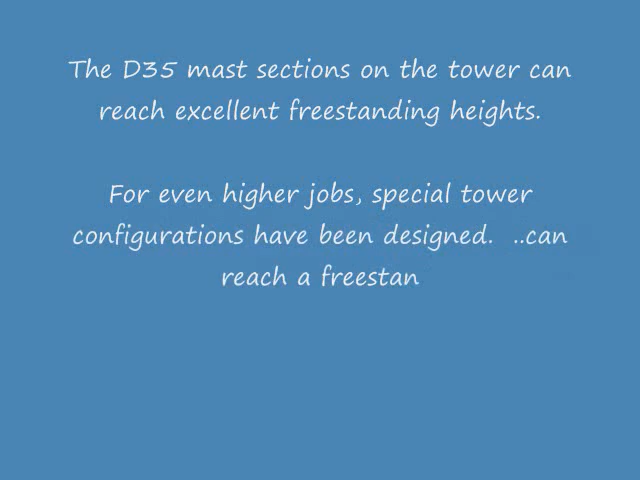 The D35 mast sections on the tower can
reach excellent freestanding heights.
For even higher jobs, special tower
configurations have been designed.  ..can
reach a freestan